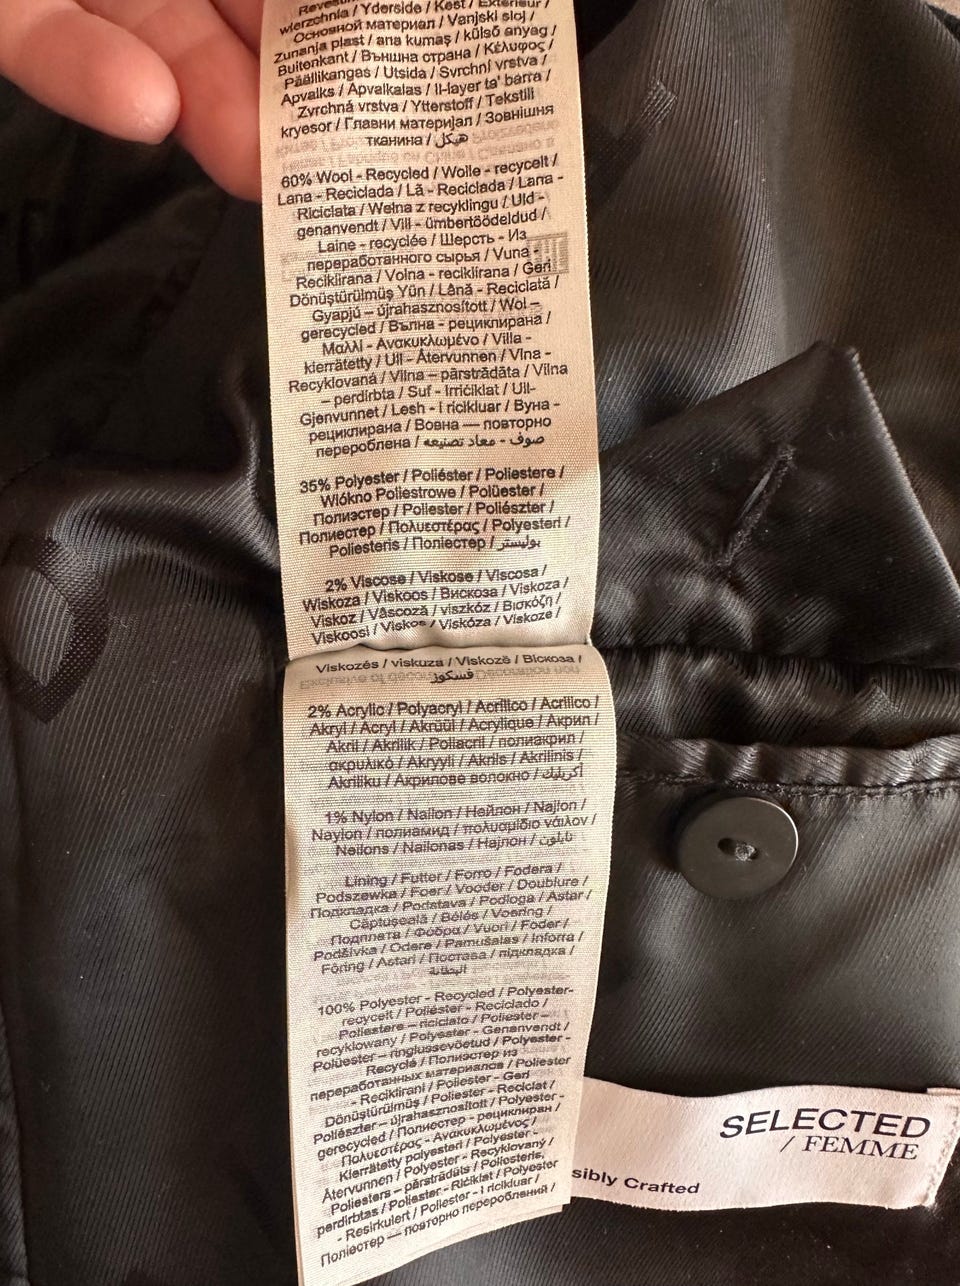 wierzchnia / Yderside / Kest / Extérieur /
Основной материал / Vanjski sloj /
Zunanja plast / ana kumaş / külső anyag /
Buitenkant / Външна страна / Κέλυφος /
Päällikangas / Utsida / Svrchní vrstva /
Apvalks / Apvalkalas / Il-layer ta' barra /
Zvrchná vrstva / Ytterstoff / Tekstili
kryesor / Главни материјал / Зовнішня
тканина / هيكل
60% Wool - Recycled / Wolle - recycelt /
Lana - Reciclada / Lã - Reciclada / Lana -
Riciclata / Wełna z recyklingu / Uld -
genanvendt / Vill - ümbertöödeldud /
Laine - recyclée / Шерсть - Из
переработанного сырья / Vuna -
Reciklirana / Volna - reciklirana / Geri
Dönüştürülmüş Yün / Lână - Reciclată /
Gyapjú – újrahasznosított / Wol –
gerecycled / Вълна - рециклирана /
Μαλλί - Ανακυκλωμένο / Villa -
kierrätetty / Ull - Återvunnen / Vlna -
Recyklovaná / Vilna – pārstrādāta / Vilna
– perdirbta / Suf - Irriċiklat / Ull-
Gjenvunnet / Lesh - i ricikluar / Вуна -
рециклирана / Вовна — повторно
перероблена / صوف - معاد تصنيعه
35% Polyester / Poliéster / Poliestere /
Włókno Poliestrowe / Polüester /
Полиэстер / Poliester / Poliészter /
Полиестер / Πολυεστέρας / Polyesteri /
Poliesteris / Поліестер / بوليستر
2% Viscose / Viskose / Viscosa /
Wiskoza / Viskoos / Вискоза / Viskoza /
Viskoz / Vâscoză / viszkóz / Βισκόζη /
Viskoosi / Viskos / Viskóza / Viskoze /
Viskozės / viskuża / Viskozë / Віскоза /
فسكوز
2% Acrylic / Polyacryl / Acrílico / Acrilico /
Akryl / Acryl / Akrüül / Acrylique / Акрил /
Akril / Akrilik / Poliacril / полиакрил /
ακρυλικό / Akryyli / Akrils / Akrilinis /
Akriliku / Акрилове волокно / أكريليك
1% Nylon / Nailon / Нейлон / Najlon /
Naylon / полиамид / πολυαμίδιο νάιλον /
Neilons / Nailonas / Најлон / نايلون
Lining / Futter / Forro / Fodera /
Podszewka / Foer / Vooder / Doublure /
Подкладка / Podstava / Podloga / Astar /
Căptușeală / Bélés / Voering /
Подплата / Φόδρα / Vuori / Foder /
Podšívka / Odere / Pamušalas / Inforra /
Fôring / Astari / Постава / підкладка /
البطانة
100% Polyester - Recycled / Polyester-
recycelt / Poliéster - Reciclado /
Poliestere – riciclato / Poliester –
recyklowany / Polyester - Genanvendt /
Polüester – ringlussevõetud / Polyester -
Recyclé / Полиэстер из
переработанных материалов / Poliester
- Reciklirani / Poliester - Geri
Dönüştürülmüş / Poliester - Reciclat /
Poliészter - újrahasznosított / Polyester -
gerecycled / Полиестер - рециклиран /
Πολυεστέρας - Ανακυκλωμένος /
Kierrätetty polyesteri / Polyester -
Återvunnen / Polyester - Recyklovaný /
Poliesters – pārstrādāts / Poliesteris,
perdirbtas / Poliester - Riċiklat / Polyester
- Resirkulert / Poliester - i ricikluar /
Поліестер — повторно перероблений /
SELECTED
/ FEMME
sibly Crafted